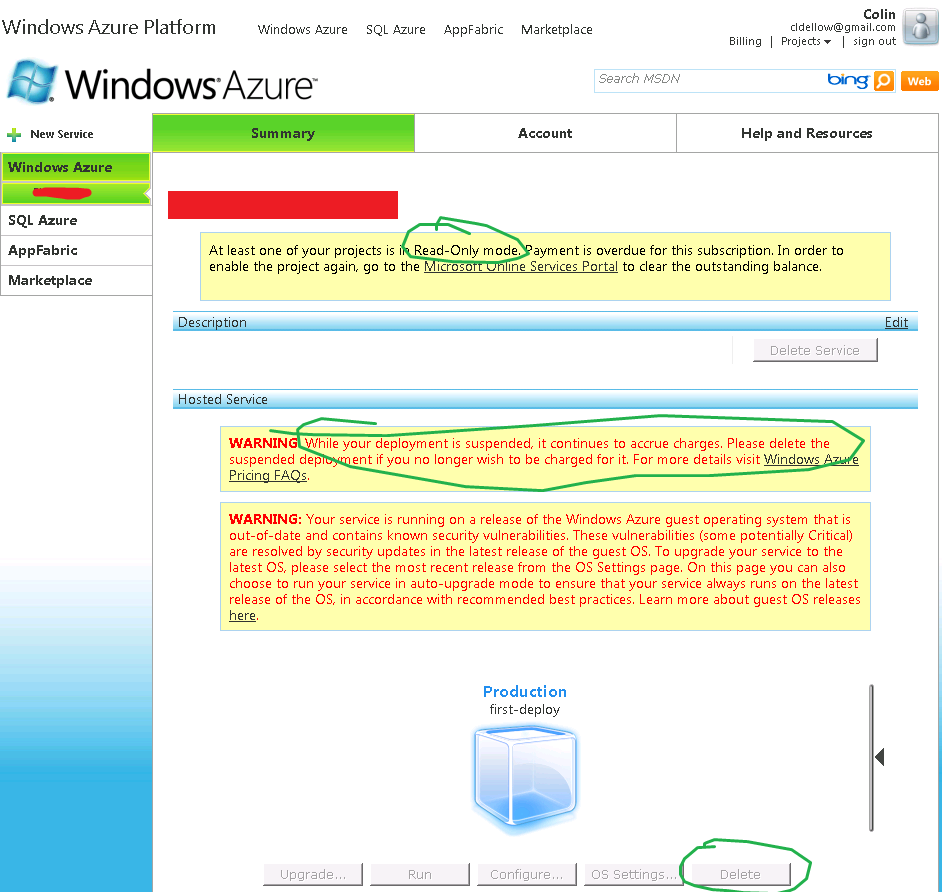 Windows Azure Platform
Windows Azure SQL Azure AppFabric Marketplace
Colin
cldellow@gmail.com
Billing | Projects | sign out
Windows Azure™
Search MSDN bing Web
New Service
Summary Account Help and Resources
Windows Azure
SQL Azure
AppFabric
Marketplace
At least one of your projects is in Read-Only mode. Payment is overdue for this subscription. In order to
enable the project again, go to the Microsoft Online Services Portal to clear the outstanding balance.
Description Edit
Delete Service
Hosted Service
WARNING: While your deployment is suspended, it continues to accrue charges. Please delete the
suspended deployment if you no longer wish to be charged for it. For more details visit Windows Azure
Pricing FAQs.
WARNING: Your service is running on a release of the Windows Azure guest operating system that is
out-of-date and contains known security vulnerabilities. These vulnerabilities (some potentially Critical)
are resolved by security updates in the latest release of the guest OS. To upgrade your service to the
latest OS, please select the most recent release from the OS Settings page. On this page you can also
choose to run your service in auto-upgrade mode to ensure that your service always runs on the latest
release of the OS, in accordance with recommended best practices. Learn more about guest OS releases
here.
Production
first-deploy
Upgrade... Run Configure... OS Settings... Delete